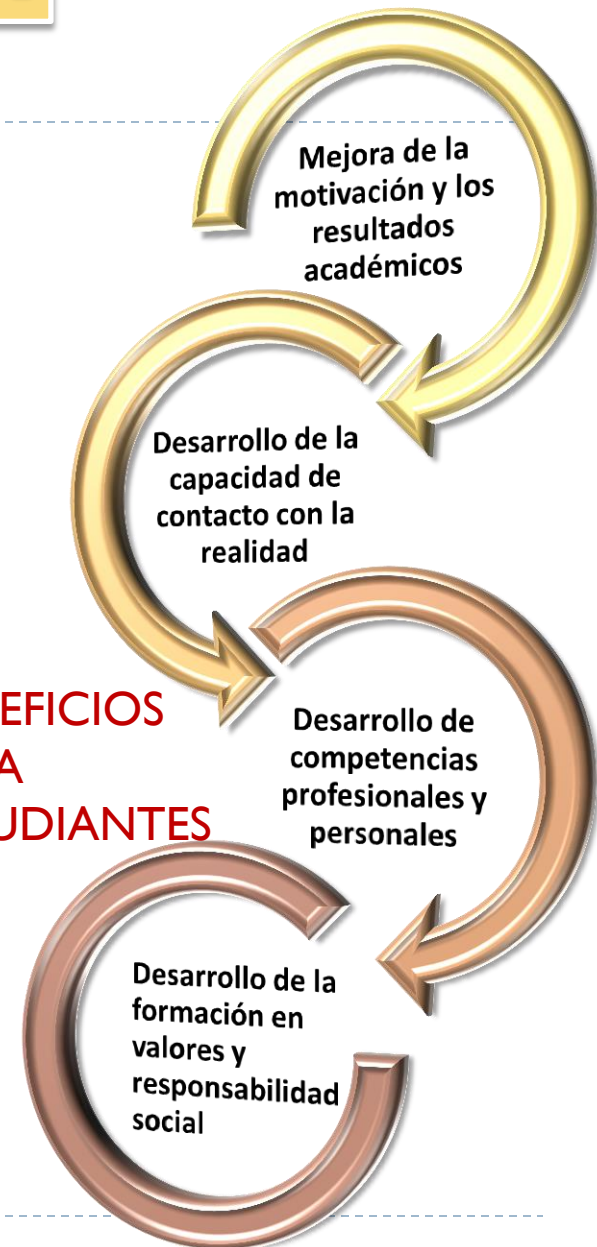 Mejora de la
motivación y los
resultados
académicos
Desarrollo de la
capacidad de
contacto con la
realidad
EFICIOS
A
UDIANTES
Desarrollo de
competencias
profesionales y
personales
Desarrollo de la
formación en
valores y
responsabilidad
social